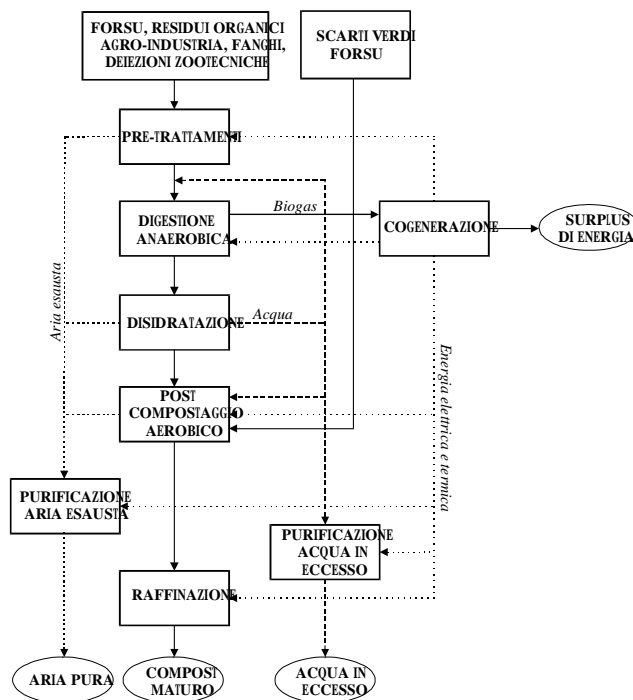 FORSU, RESIDUI ORGANICI
AGRO-INDUSTRIA, FANGHI,
DEIEZIONI ZOOTECNICHE
SCARTI VERDI
FORSU
PRE-TRATTAMENTI
Biogas
DIGESTIONE
ANAEROBICA
COGENERAZIONE
SURPLUS
DI ENERGIA
Aria esausta
DISIDRATAZIONE
Acqua
Energia elettrica e termica
POST
COMPOSTAGGIO
AEROBICO
PURIFICAZIONE
ARIA ESAUSTA
PURIFICAZIONE
ACQUA IN
ECCESSO
RAFFINAZIONE
ARIA PURA
COMPOST
MATURO
ACQUA IN
ECCESSO